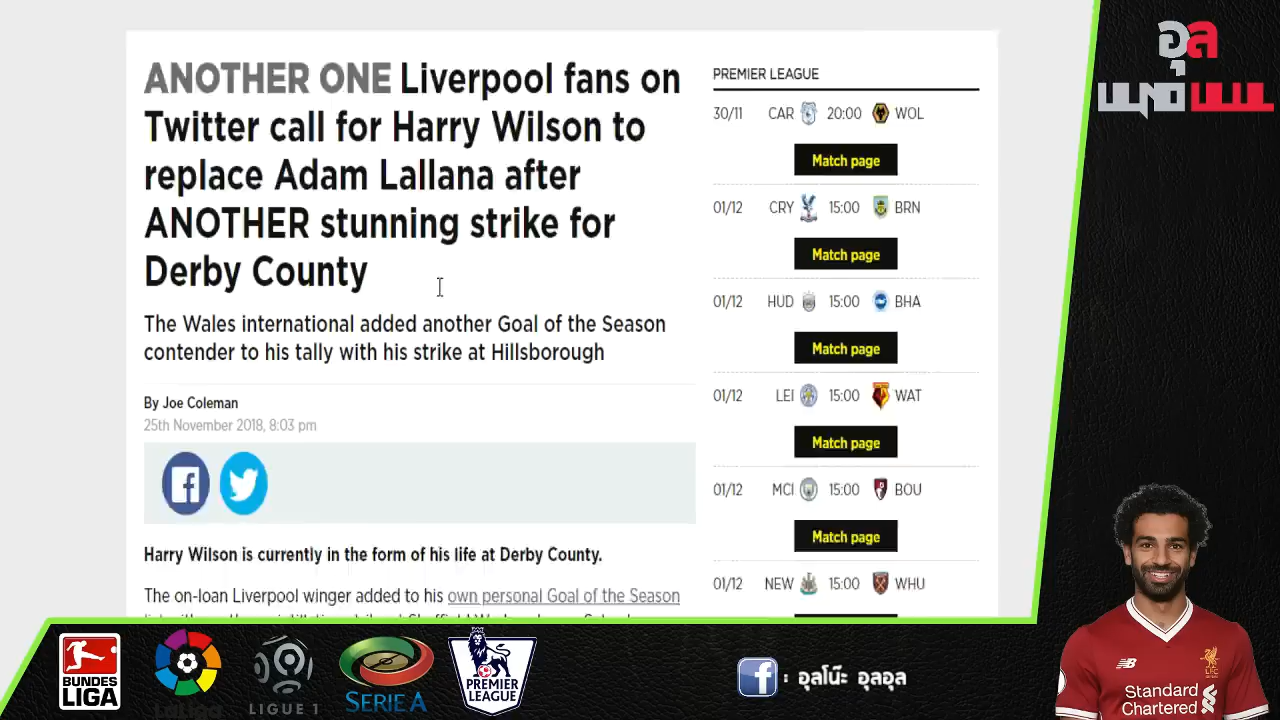 ANOTHER ONE Liverpool fans on
Twitter call for Harry Wilson to
replace Adam Lallana after
ANOTHER stunning strike for
Derby County
The Wales international added another Goal of the Season
contender to his tally with his strike at Hillsborough
By Joe Coleman
25th November 2018, 8:03 pm
Harry Wilson is currently in the form of his life at Derby County.
The on-loan Liverpool winger added to his own personal Goal of the Season
PREMIER LEAGUE
30/11 CAR 20:00 WOL
Match page
01/12 CRY 15:00 BRN
Match page
01/12 HUD 15:00 BHA
Match page
01/12 LEI 15:00 WAT
Match page
01/12 MCI 15:00 BOU
Match page
01/12 NEW 15:00 WHU
อุล
BUNDES
LIGA
LaLiga
LIGUE 1
SERIE A
PREMIER
LEAGUE
: อุลโน๊ะ อุลอุล
Standard
Chartered